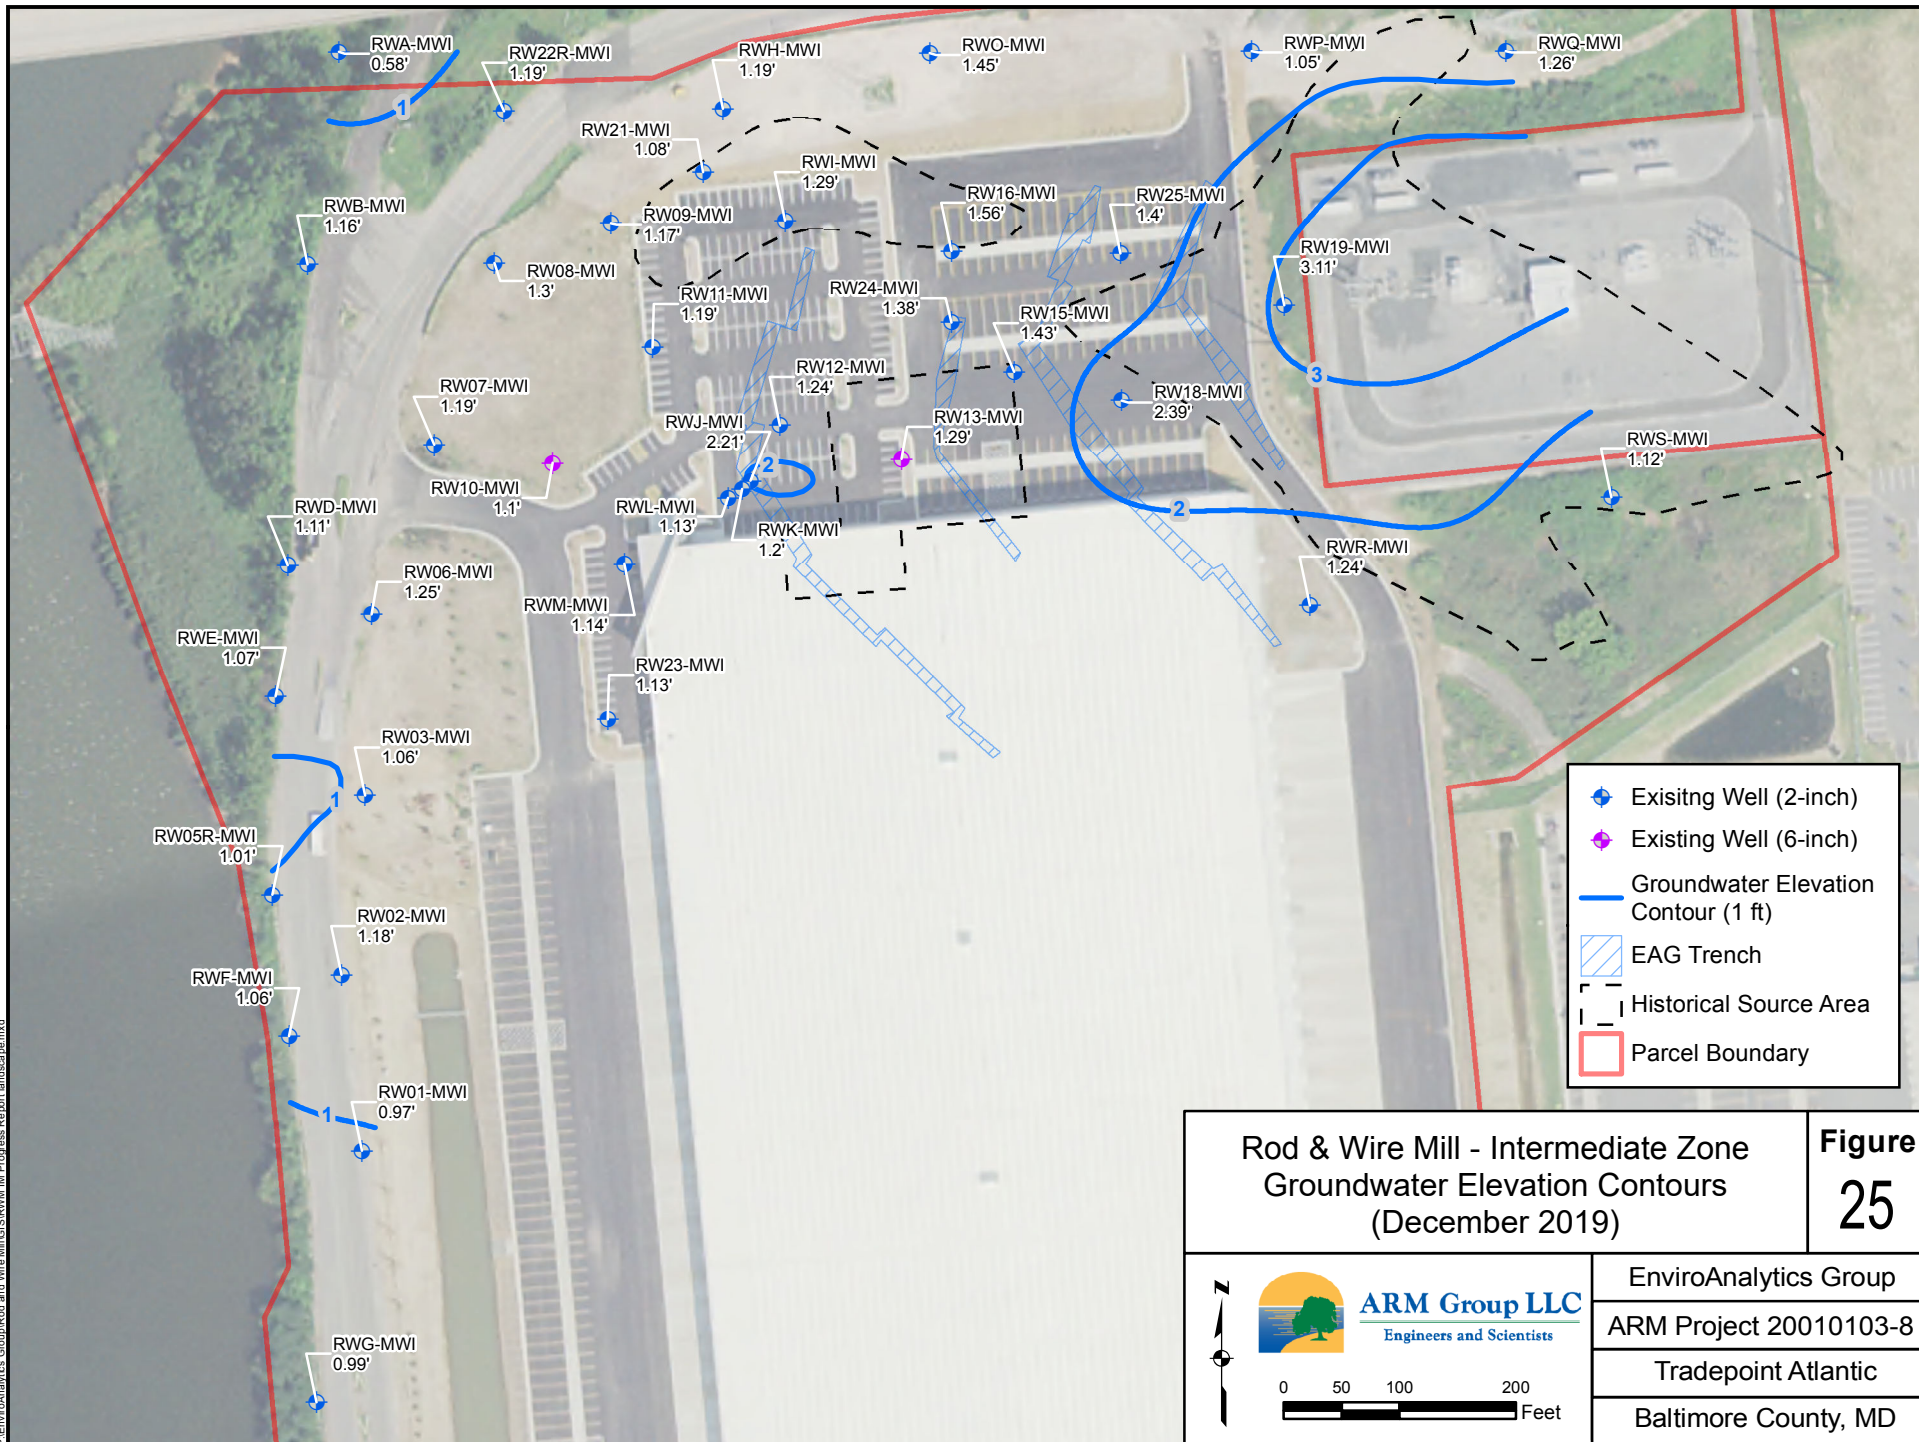 RWA-MWI
0.58'
RW22R-MWI
1.19'
RWH-MWI
1.19'
RWO-MWI
1.45'
RWP-MWI
1.05'
RWQ-MWI
1.26'
1
RW21-MWI
1.08'
RWI-MWI
1.29'
RW16-MWI
1.56'
RW25-MWI
1.4'
RWB-MWI
1.16'
RW09-MWI
1.17'
RW19-MWI
3.11'
RW08-MWI
1.3'
RW11-MWI
1.19'
RW24-MWI
1.38'
RW15-MWI
1.43'
3
RW07-MWI
1.19'
RW12-MWI
1.24'
RW18-MWI
2.39'
RWJ-MWI
2.21'
RW13-MWI
1.29'
RWS-MWI
1.12'
2
RW10-MWI
1.1'
RWL-MWI
1.13'
2
RWD-MWI
1.11'
RWK-MWI
1.2'
RWR-MWI
1.24'
RW06-MWI
1.25'
RWM-MWI
1.14'
RWE-MWI
1.07'
RW23-MWI
1.13'
RW03-MWI
1.06'
1
RW05R-MWI
1.01'
RW02-MWI
1.18'
RWF-MWI
1.06'
RW01-MWI
0.97'
1
RWG-MWI
0.99'
Exisitng Well (2-inch)
Existing Well (6-inch)
Groundwater Elevation
Contour (1 ft)
EAG Trench
Historical Source Area
Parcel Boundary
Rod & Wire Mill - Intermediate Zone
Groundwater Elevation Contours
(December 2019)
Figure
25
N
ARM Group LLC
Engineers and Scientists
0 50 100 200
Feet
EnviroAnalytics Group
ARM Project 20010103-8
Tradepoint Atlantic
Baltimore County, MD